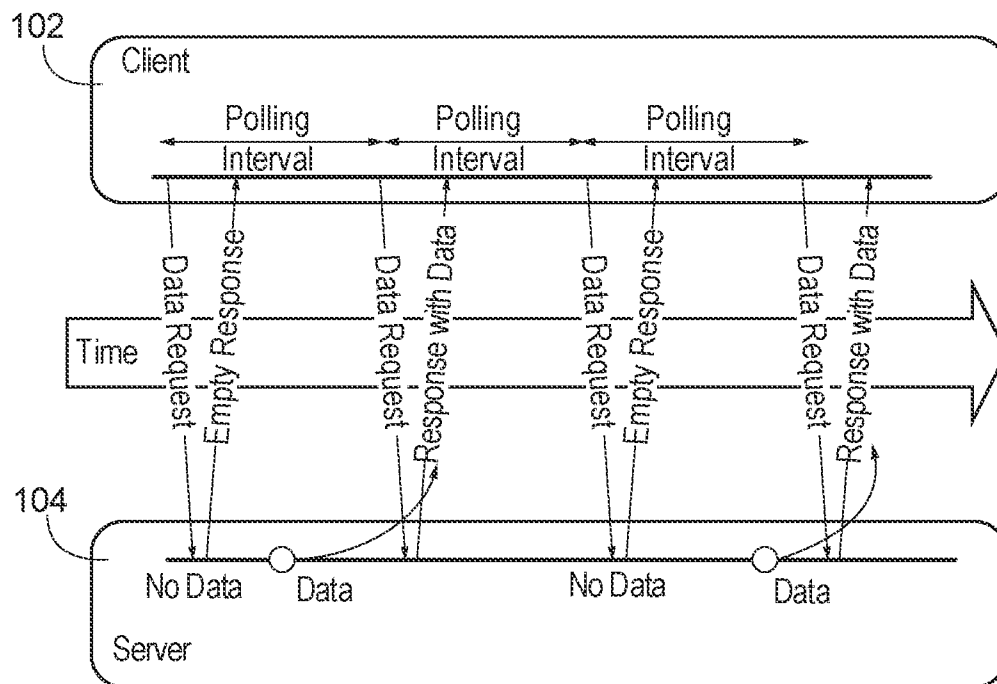 102
Client
Polling
Interval
Polling
Interval
Polling
Interval
Data Request
Empty Response
Data Request
Response with Data
Data Request
Empty Response
Data Request
Response with Data
Time
104
No Data
Data
No Data
Data
Server